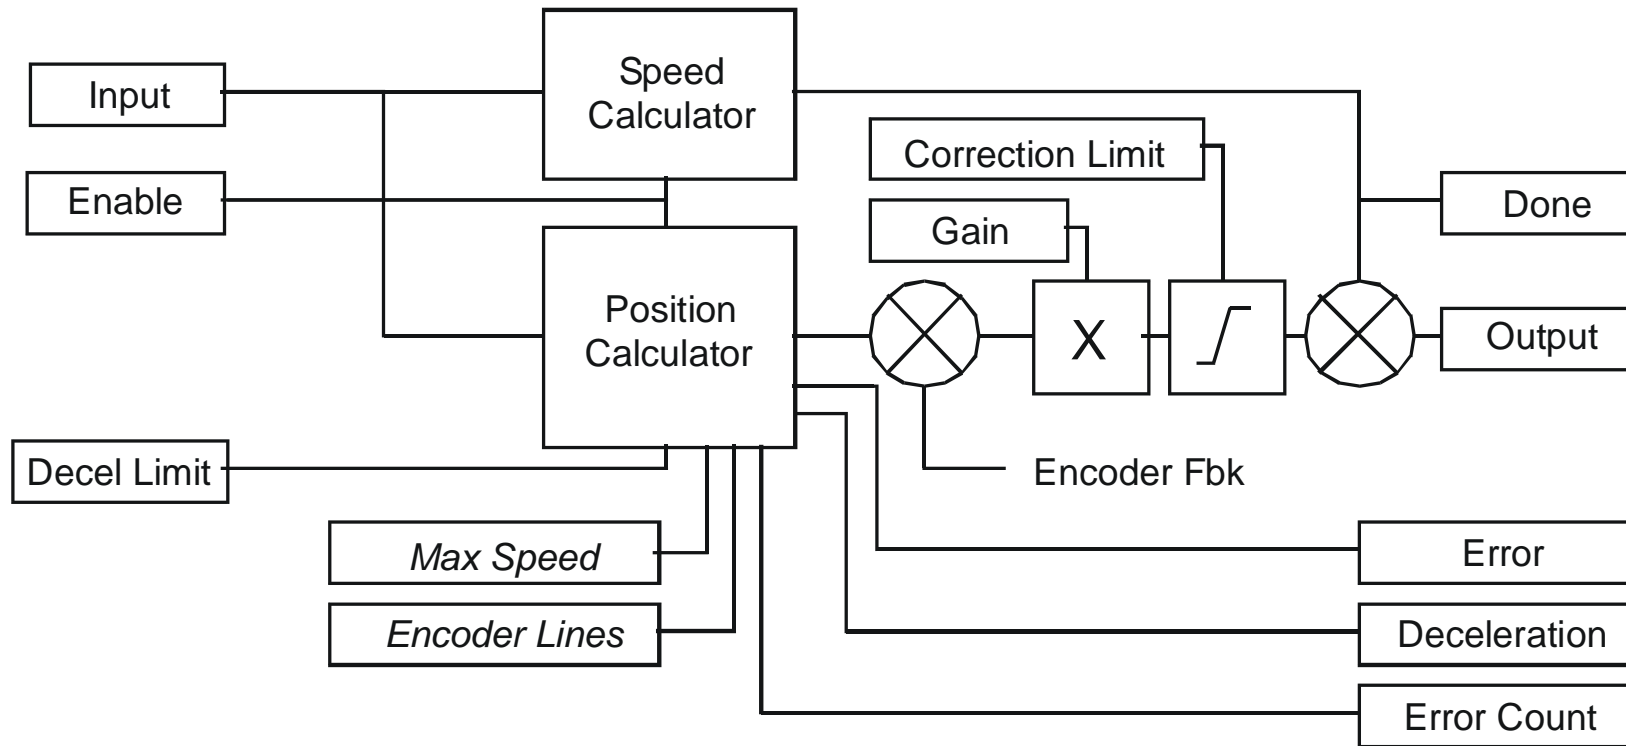 Input
Speed
Calculator
Correction Limit
Enable
Gain
Done
Position
Calculator
X
Output
Decel Limit
Encoder Fbk
Max Speed
Error
Encoder Lines
Deceleration
Error Count